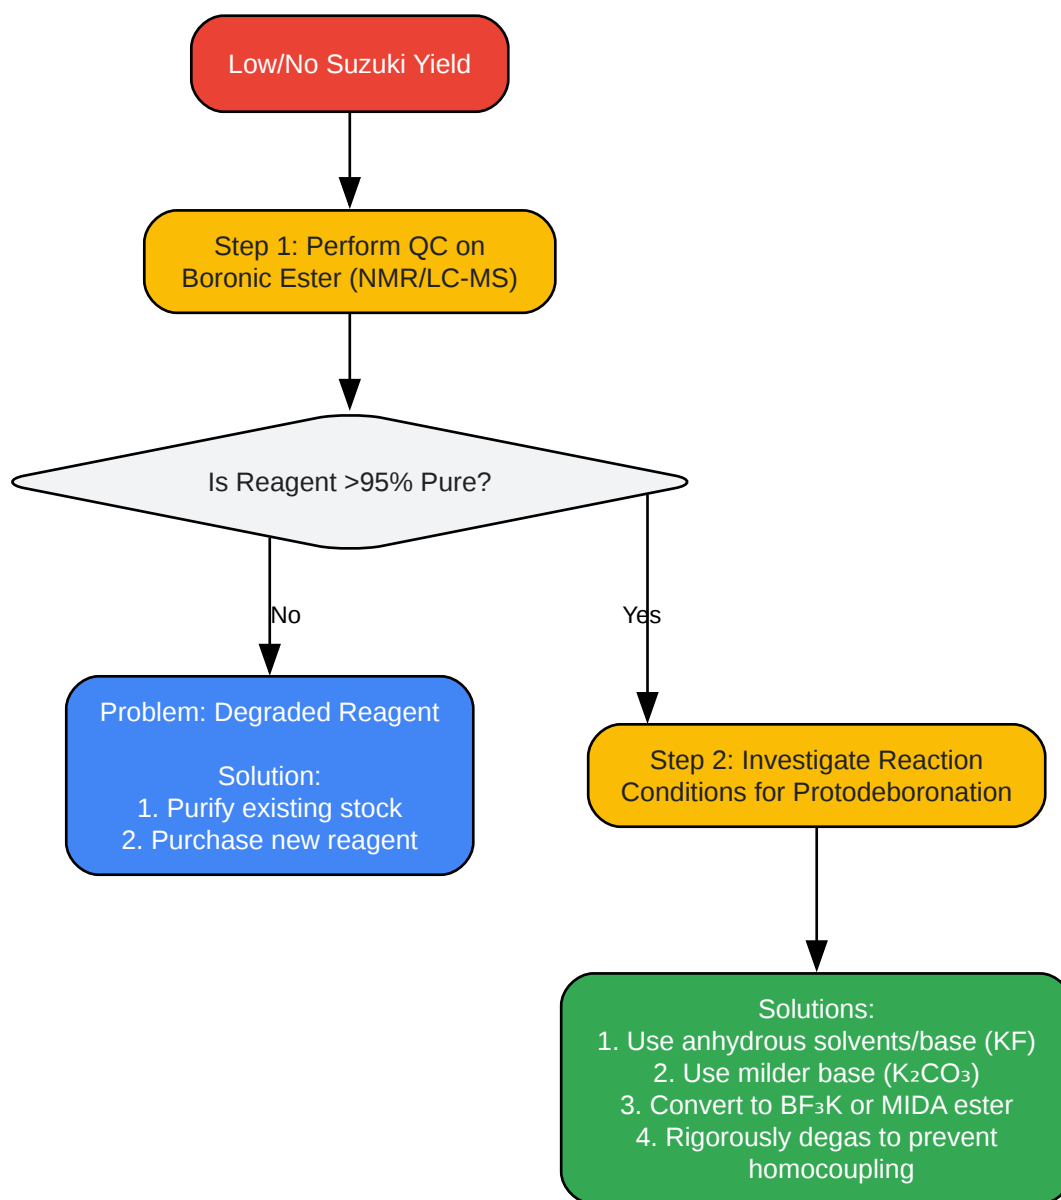 Low/No Suzuki Yield
Step 1: Perform QC on
Boronic Ester (NMR/LC-MS)
Is Reagent >95% Pure?
No
Yes
Problem: Degraded Reagent
Solution:
1. Purify existing stock
2. Purchase new reagent
Step 2: Investigate Reaction
Conditions for Protodeboronation
Solutions:
1. Use anhydrous solvents/base (KF)
2. Use milder base (K₂CO₃)
3. Convert to BF₃K or MIDA ester
4. Rigorously degas to prevent
homocoupling